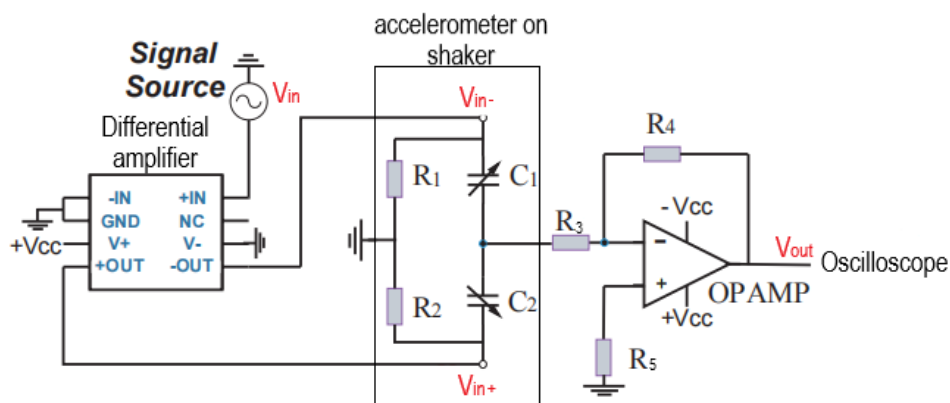 accelerometer on
shaker
Signal
Source
Vin
Differential
amplifier
-IN
+IN
GND
NC
+Vcc
V+
V-
+OUT
-OUT
Vin-
R1
C1
R2
C2
Vin+
R3
R4
- Vcc
−
+
OPAMP
+Vcc
R5
Vout
Oscilloscope